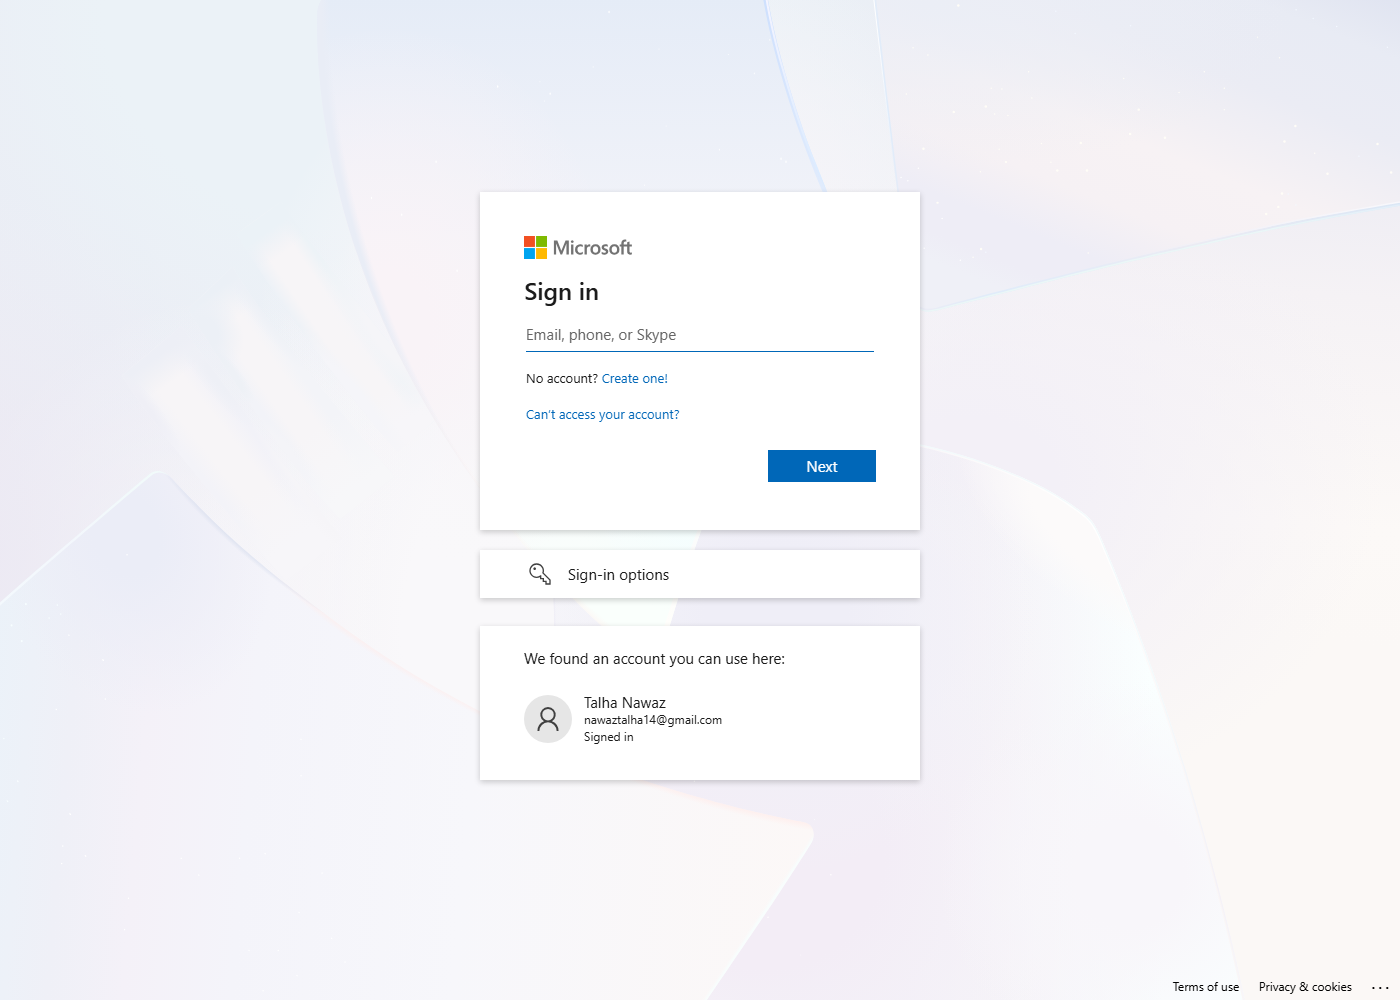 Microsoft
Sign in
Email, phone, or Skype
No account? Create one!
Can't access your account?
Next
Sign-in options
We found an account you can use here:
Talha Nawaz
nawaztalha14@gmail.com
Signed in
Terms of use Privacy & cookies ...